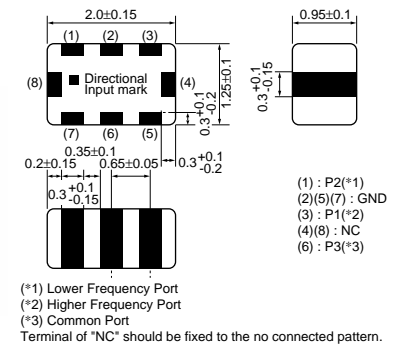 2.0±0.15
0.95±0.1
(1) (2) (3)
(8) Directional Input mark (4)
(7) (6) (5)
1.25±0.1
0.3+0.1-0.2
0.3+0.1-0.15
0.3+0.1-0.2
0.35±0.1
0.2±0.15 0.65±0.05
0.3+0.1-0.15
(1) : P2(*1)
(2)(5)(7) : GND
(3) : P1(*2)
(4)(8) : NC
(6) : P3(*3)
(*1) Lower Frequency Port
(*2) Higher Frequency Port
(*3) Common Port
Terminal of "NC" should be fixed to the no connected pattern.